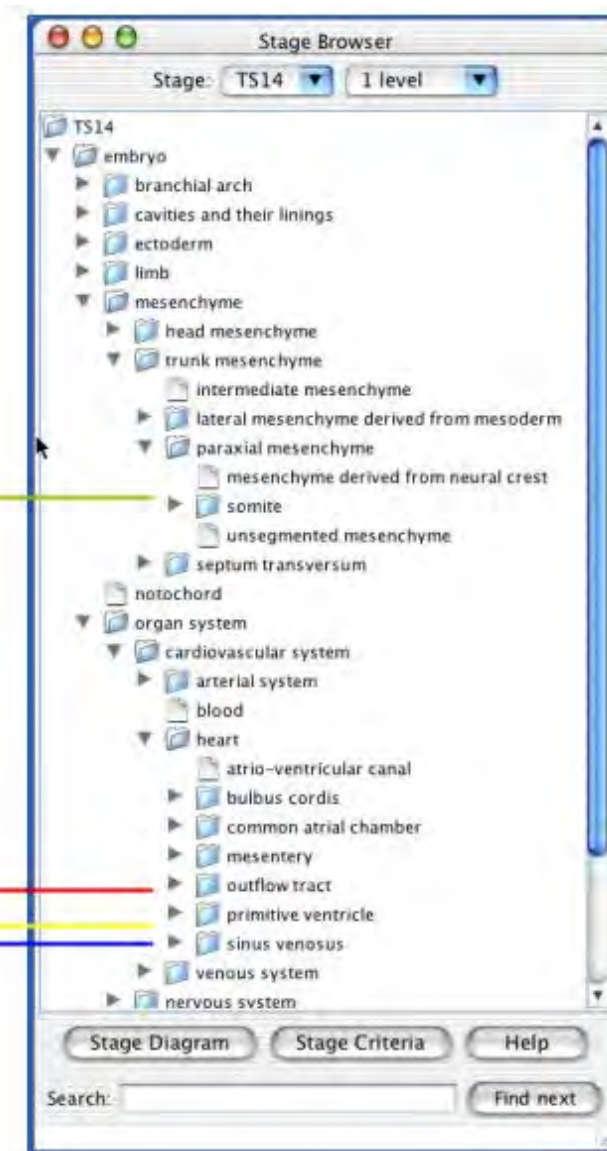 Stage Browser
Stage: TS14 1 level
TS14
embryo
branchial arch
cavities and their linings
ectoderm
limb
mesenchyme
head mesenchyme
trunk mesenchyme
intermediate mesenchyme
lateral mesenchyme derived from mesoderm
paraxial mesenchyme
mesenchyme derived from neural crest
somite
unsegmented mesenchyme
septum transversum
notochord
organ system
cardiovascular system
arterial system
blood
heart
atrio-ventricular canal
bulbus cordis
common atrial chamber
mesentery
outflow tract
primitive ventricle
sinus venosus
venous system
nervous system
Stage Diagram Stage Criteria Help
Search: Find next